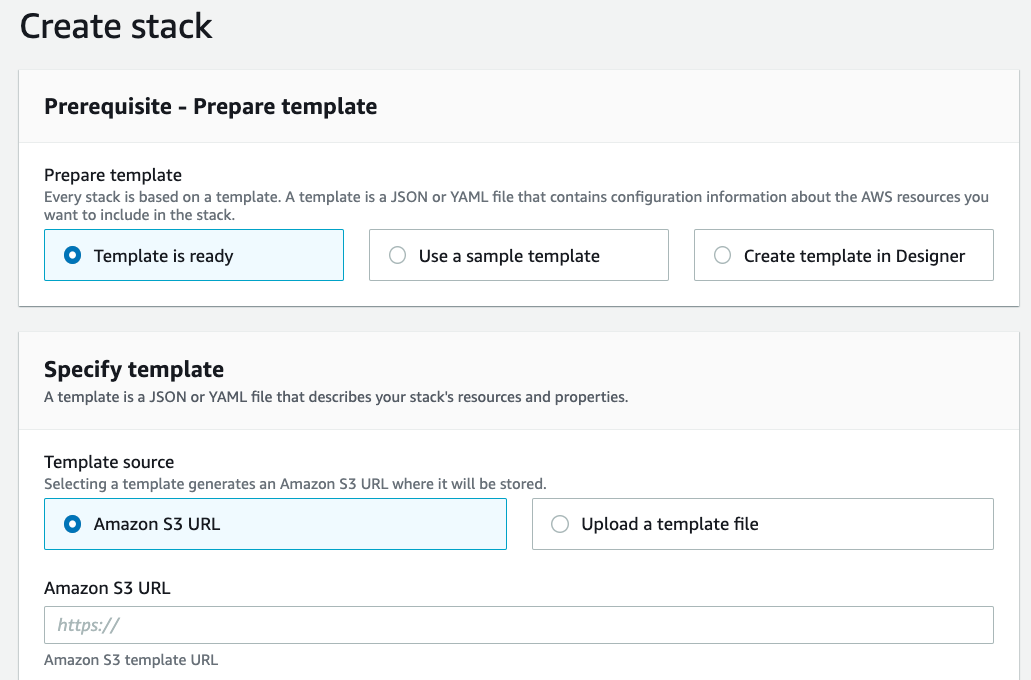 Create stack
Prerequisite - Prepare template
Prepare template
Every stack is based on a template. A template is a JSON or YAML file that contains configuration information about the AWS resources you
want to include in the stack.
Template is ready
Use a sample template
Create template in Designer
Specify template
A template is a JSON or YAML file that describes your stack's resources and properties.
Template source
Selecting a template generates an Amazon S3 URL where it will be stored.
Amazon S3 URL
Upload a template file
Amazon S3 URL
https://
Amazon S3 template URL